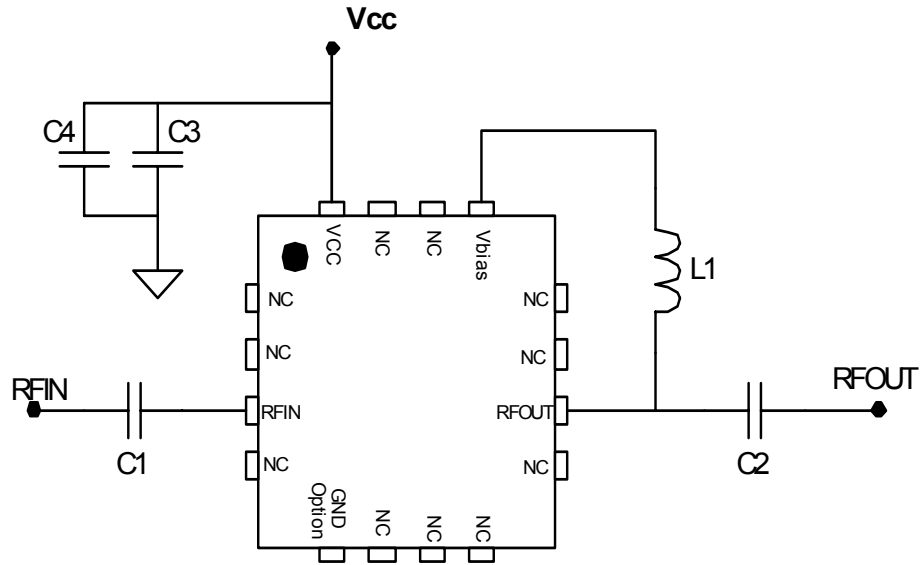 Vcc
C4
C3
VCC
NC
NC
Vbias
L1
NC
NC
NC
NC
RFIN
RFIN
RFOUT
RFOUT
C1
NC
NC
C2
GND
Option
NC
NC
NC